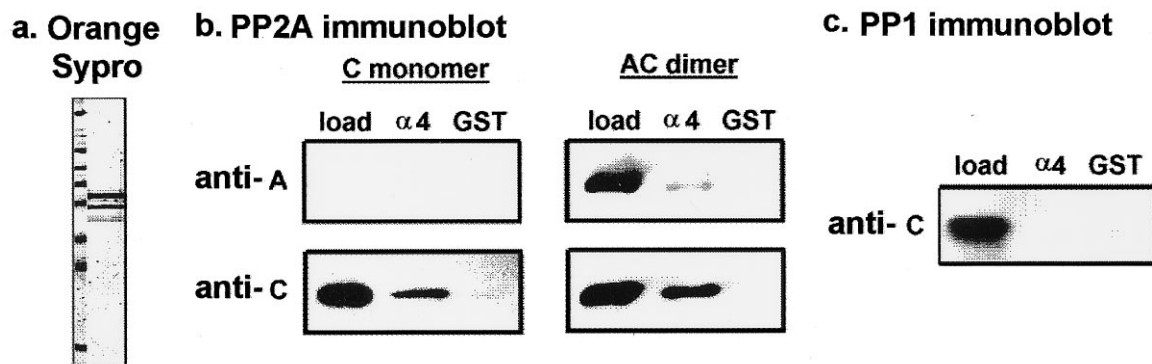 a. Orange
Sypro
b. PP2A immunoblot
C monomer
AC dimer
load α4 GST
load α4 GST
anti- A
anti- C
c. PP1 immunoblot
load α4 GST
anti- C